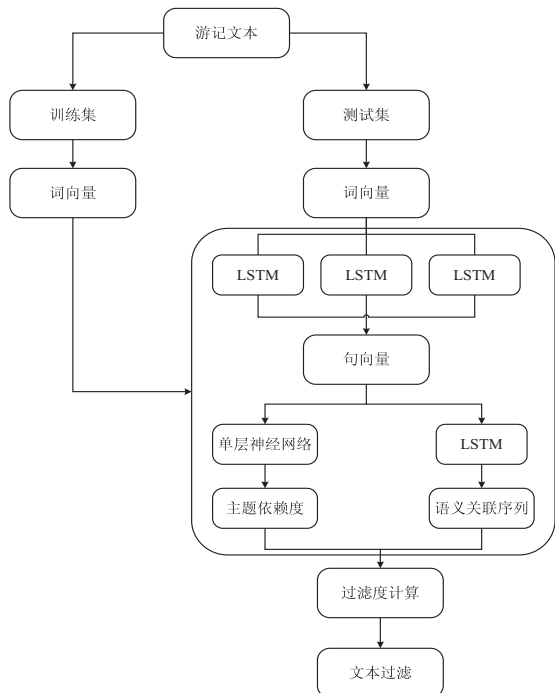 游记文本
训练集
测试集
词向量
词向量
LSTM
LSTM
LSTM
句向量
单层神经网络
LSTM
主题依赖度
语义关联序列
过滤度计算
文本过滤